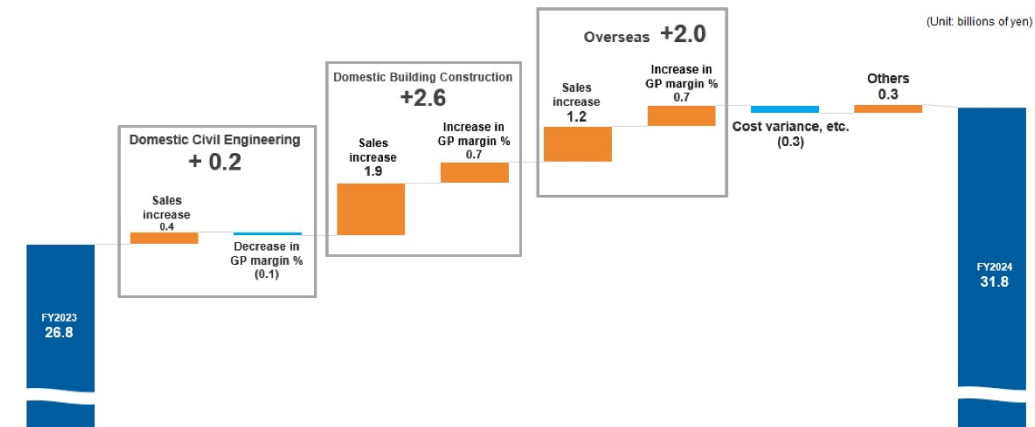 (Unit: billions of yen)
Overseas +2.0
Sales
increase
1.2
Increase in
GP margin %
0.7
Domestic Building Construction
+2.6
Sales
increase
1.9
Increase in
GP margin %
0.7
Domestic Civil Engineering
+ 0.2
Sales
increase
0.4
Decrease in
GP margin %
(0.1)
Cost variance, etc.
(0.3)
Others
0.3
FY2023
26.8
FY2024
31.8